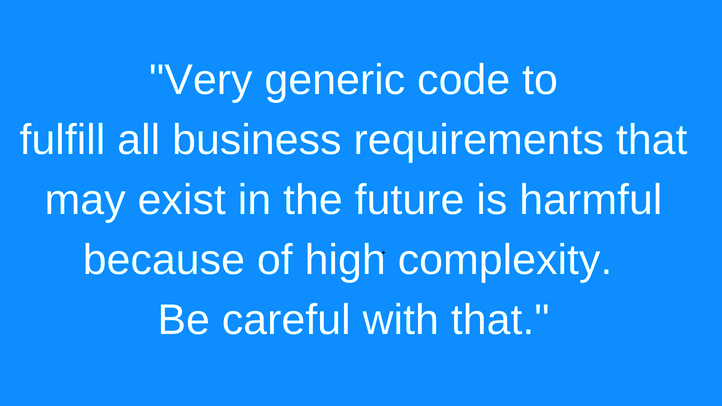 "Very generic code to
fulfill all business requirements that
may exist in the future is harmful
because of high complexity.
Be careful with that."